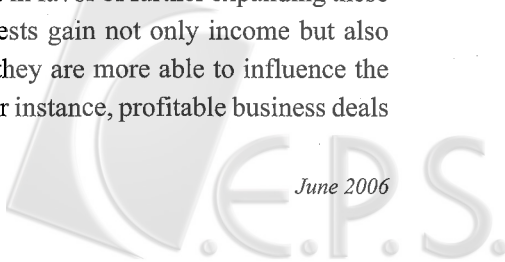 in favor of further expanding these
ests gain not only income but also
they are more able to influence the
r instance, profitable business deals
June 2006
C.E.P.S.